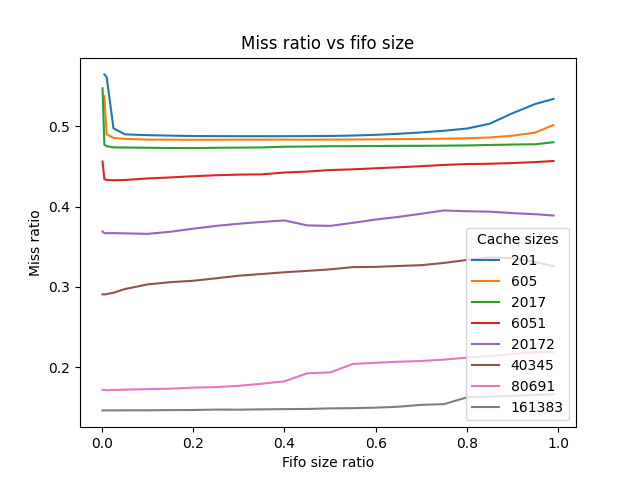 Miss ratio vs fifo size
Miss ratio
0.5
0.4
0.3
0.2
Cache sizes
201
605
2017
6051
20172
40345
80691
161383
0.0 0.2 0.4 0.6 0.8 1.0
Fifo size ratio